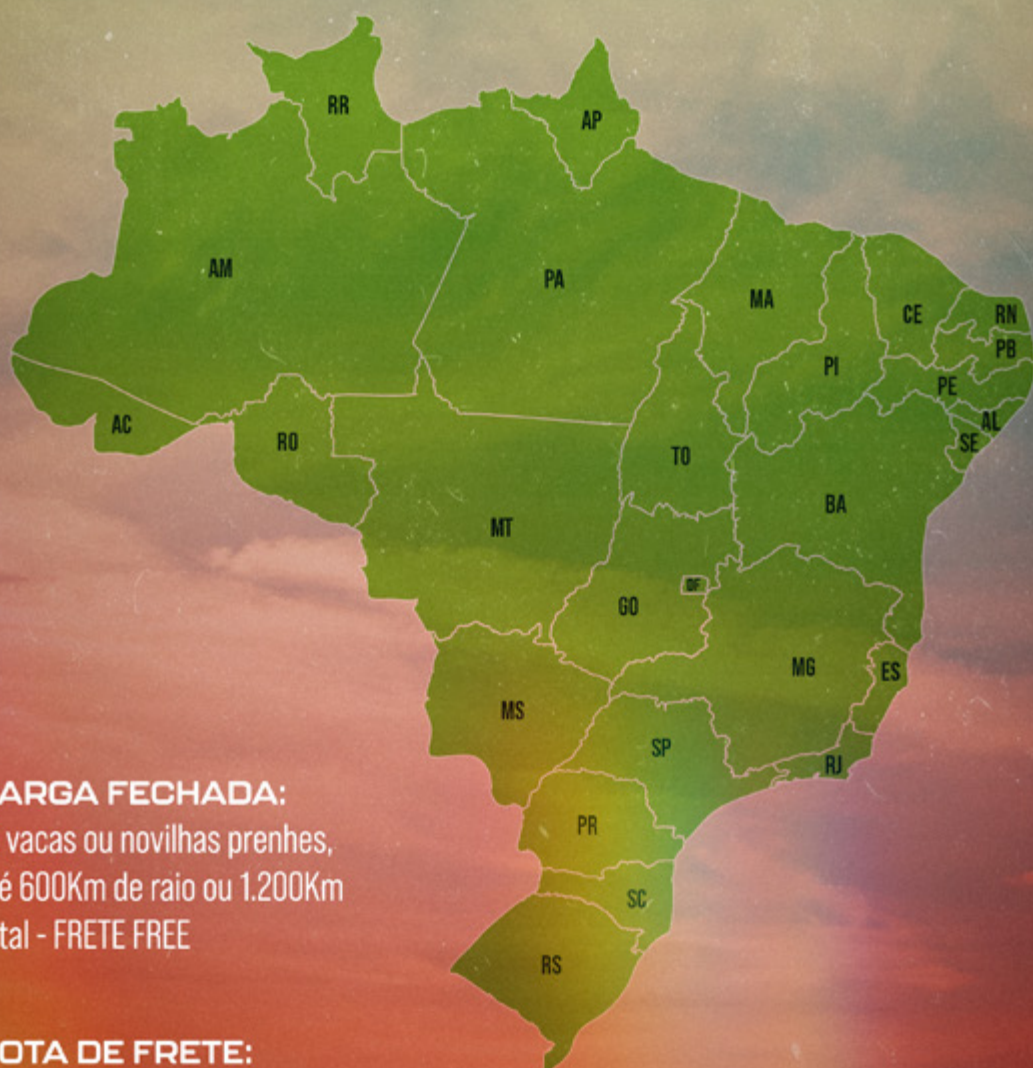 RR
AP
AM
PA
MA
CE
RN
PB
PI
PE
AL
SE
AC
RO
TO
BA
MT
DF
GO
MG
ES
MS
SP
RJ
PR
SC
RS
ARGA FECHADA:
vacas ou novilhas prenhes,
é 600Km de raio ou 1.200Km
tal - FRETE FREE
OTA DE FRETE: